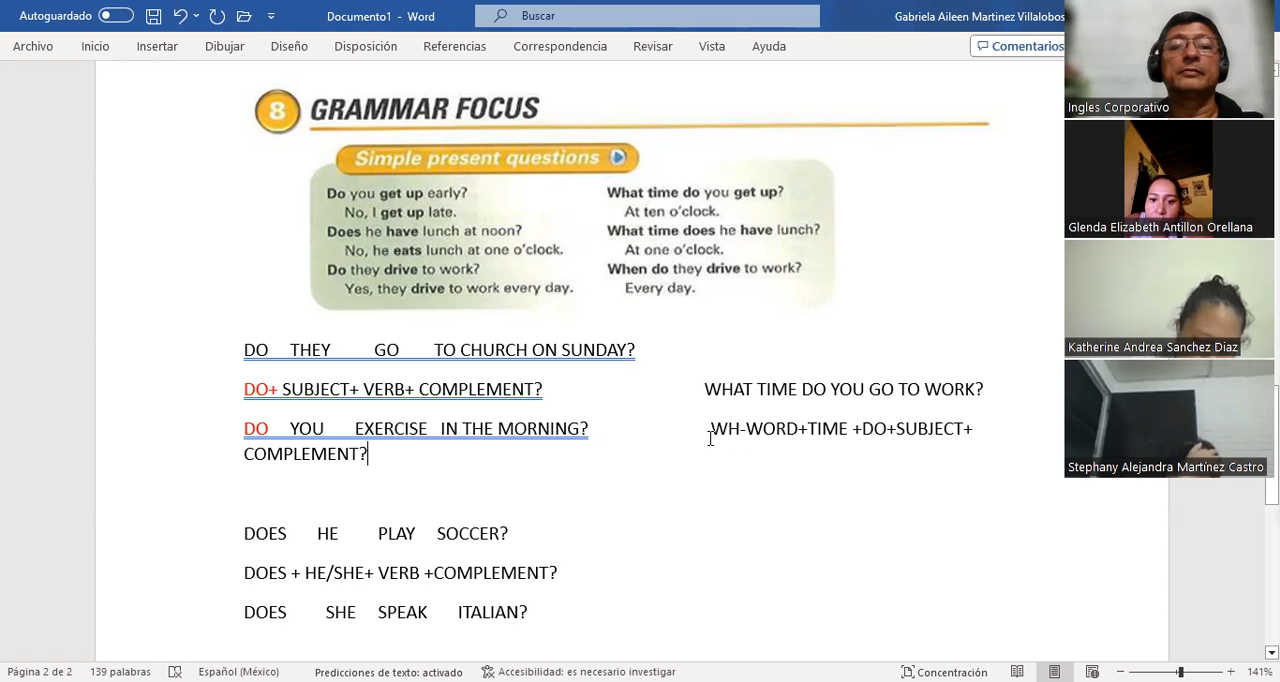 Autoguardado
Documento1 - Word
Buscar
Gabriela Aileen Martinez Villalobos
Archivo Inicio Insertar Dibujar Diseño Disposición Referencias Correspondencia Revisar Vista Ayuda Comentarios
8 GRAMMAR FOCUS
Simple present questions
Do you get up early?
No, I get up late.
Does he have lunch at noon?
No, he eats lunch at one o'clock.
Do they drive to work?
Yes, they drive to work every day.
What time do you get up?
At ten o'clock.
What time does he have lunch?
At one o'clock.
When do they drive to work?
Every day.
DO THEY GO TO CHURCH ON SUNDAY?
DO+ SUBJECT+ VERB+ COMPLEMENT? WHAT TIME DO YOU GO TO WORK?
DO YOU EXERCISE IN THE MORNING? WH-WORD+TIME +DO+SUBJECT+
COMPLEMENT?
DOES HE PLAY SOCCER?
DOES + HE/SHE+ VERB +COMPLEMENT?
DOES SHE SPEAK ITALIAN?
Ingles Corporativo
Glenda Elizabeth Antillon Orellana
Katherine Andrea Sanchez Diaz
Stephany Alejandra Martínez Castro
Página 2 de 2 139 palabras Español (México) Predicciones de texto: activado Accesibilidad: es necesario investigar Concentración 141%